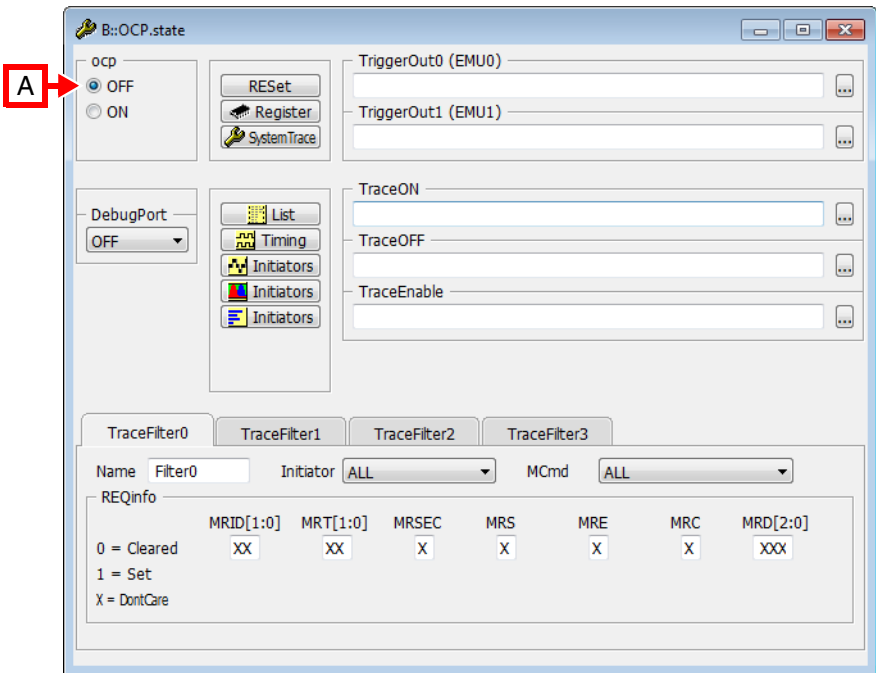 B::OCP.state
A
ocp
OFF
ON
RESet
Register
SystemTrace
TriggerOut0 (EMU0)
...
TriggerOut1 (EMU1)
...
DebugPort
OFF
List
Timing
Initiators
Initiators
Initiators
TraceON
...
TraceOFF
...
TraceEnable
...
TraceFilter0 TraceFilter1 TraceFilter2 TraceFilter3
Name Filter0 Initiator ALL MCmd ALL
REQinfo
MRID[1:0] MRT[1:0] MRSEC MRS MRE MRC MRD[2:0]
0 = Cleared XX XX X X X X XXX
1 = Set
X = DontCare